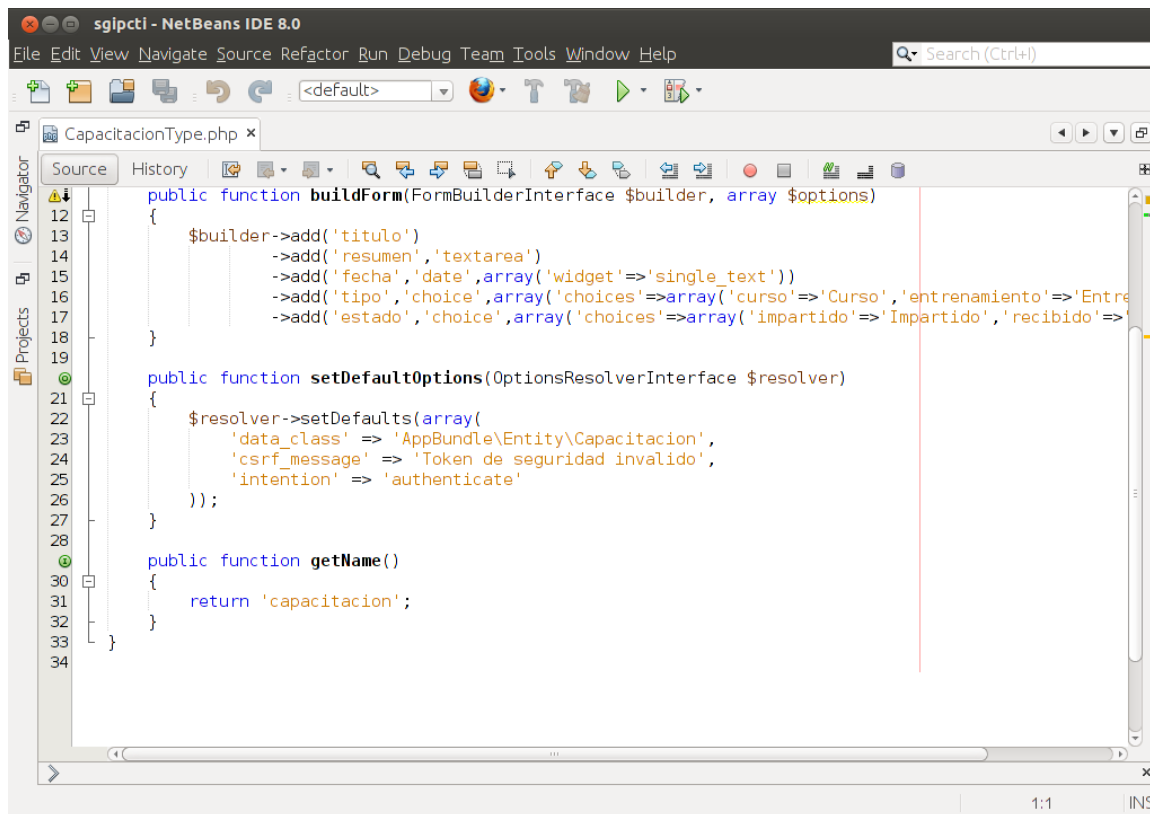 sgipcti - NetBeans IDE 8.0
File Edit View Navigate Source Refactor Run Debug Team Tools Window Help
Search (Ctrl+I)
<default>
CapacitacionType.php
Source History
Navigator
Projects
public function buildForm(FormBuilderInterface $builder, array $options)
12 {
13 $builder->add('titulo')
14 ->add('resumen','textarea')
15 ->add('fecha','date',array('widget'=>'single_text'))
16 ->add('tipo','choice',array('choices'=>array('curso'=>'Curso','entrenamiento'=>'Entre
17 ->add('estado','choice',array('choices'=>array('impartido'=>'Impartido','recibido'=>'
18 }
19
public function setDefaultOptions(OptionsResolverInterface $resolver)
21 {
22 $resolver->setDefaults(array(
23 'data_class' => 'AppBundle\Entity\Capacitacion',
24 'csrf_message' => 'Token de seguridad invalido',
25 'intention' => 'authenticate'
26 ));
27 }
28
public function getName()
30 {
31 return 'capacitacion';
32 }
33 }
34
1:1 INS